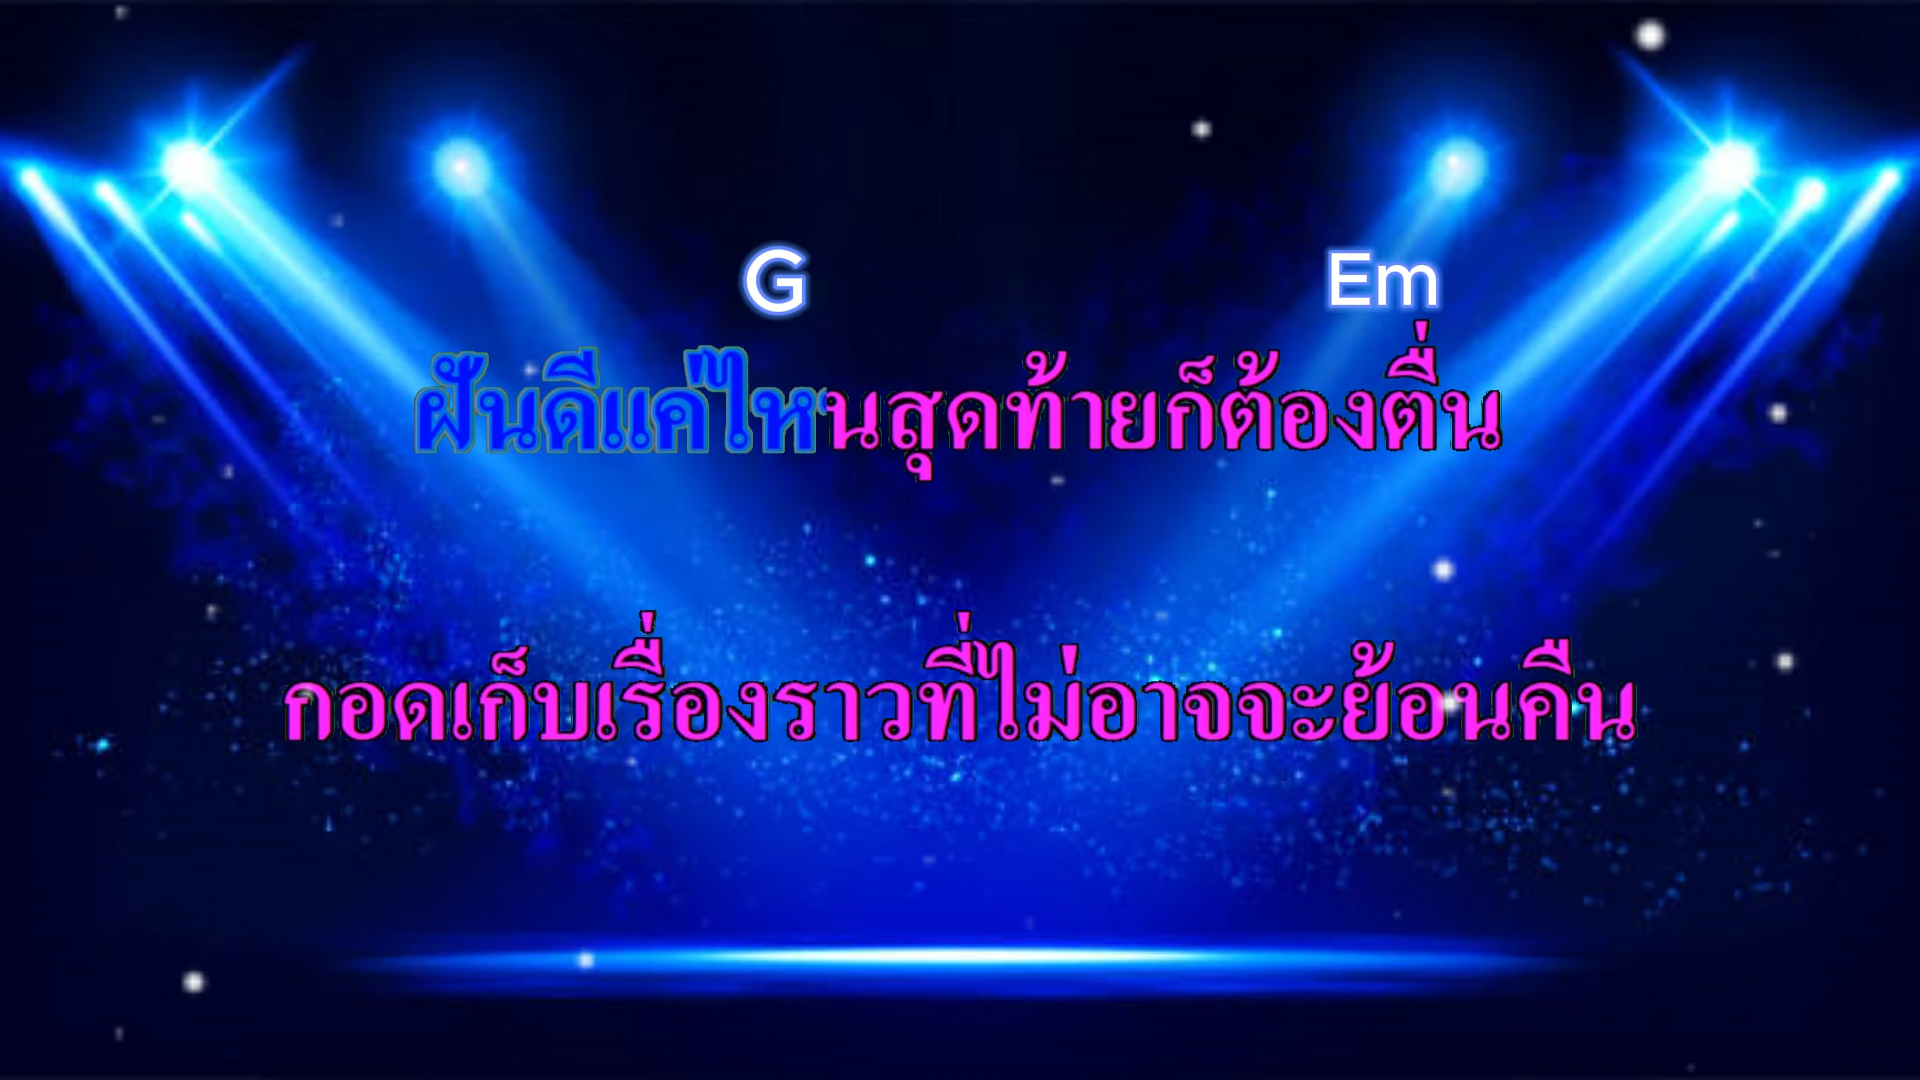 G Em
ฝันดีแค่ไหนสุดท้ายก็ต้องตื่น
กอดเก็บเรื่องราวที่ไม่อาจจะย้อนคืน